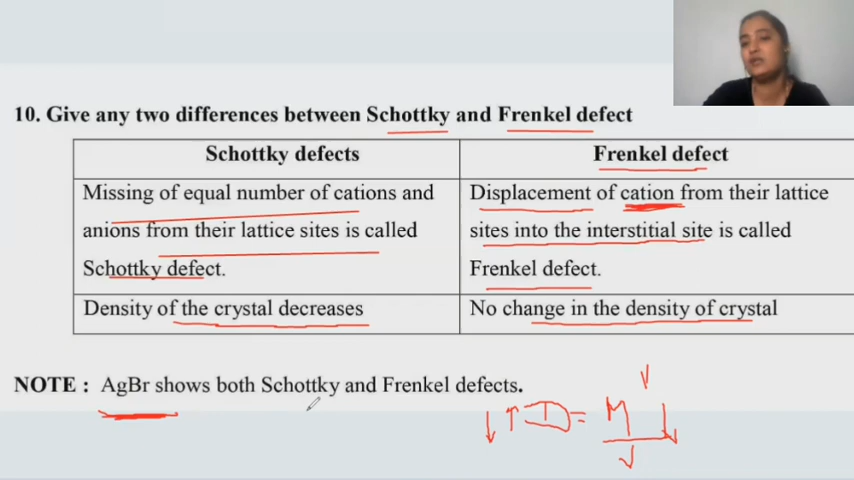 10. Give any two differences between Schottky and Frenkel defect
Schottky defects
Frenkel defect
Missing of equal number of cations and
anions from their lattice sites is called
Schottky defect.
Displacement of cation from their lattice
sites into the interstitial site is called
Frenkel defect.
Density of the crystal decreases
No change in the density of crystal
NOTE : AgBr shows both Schottky and Frenkel defects.
V
↓ ↑ D = M ↓
V